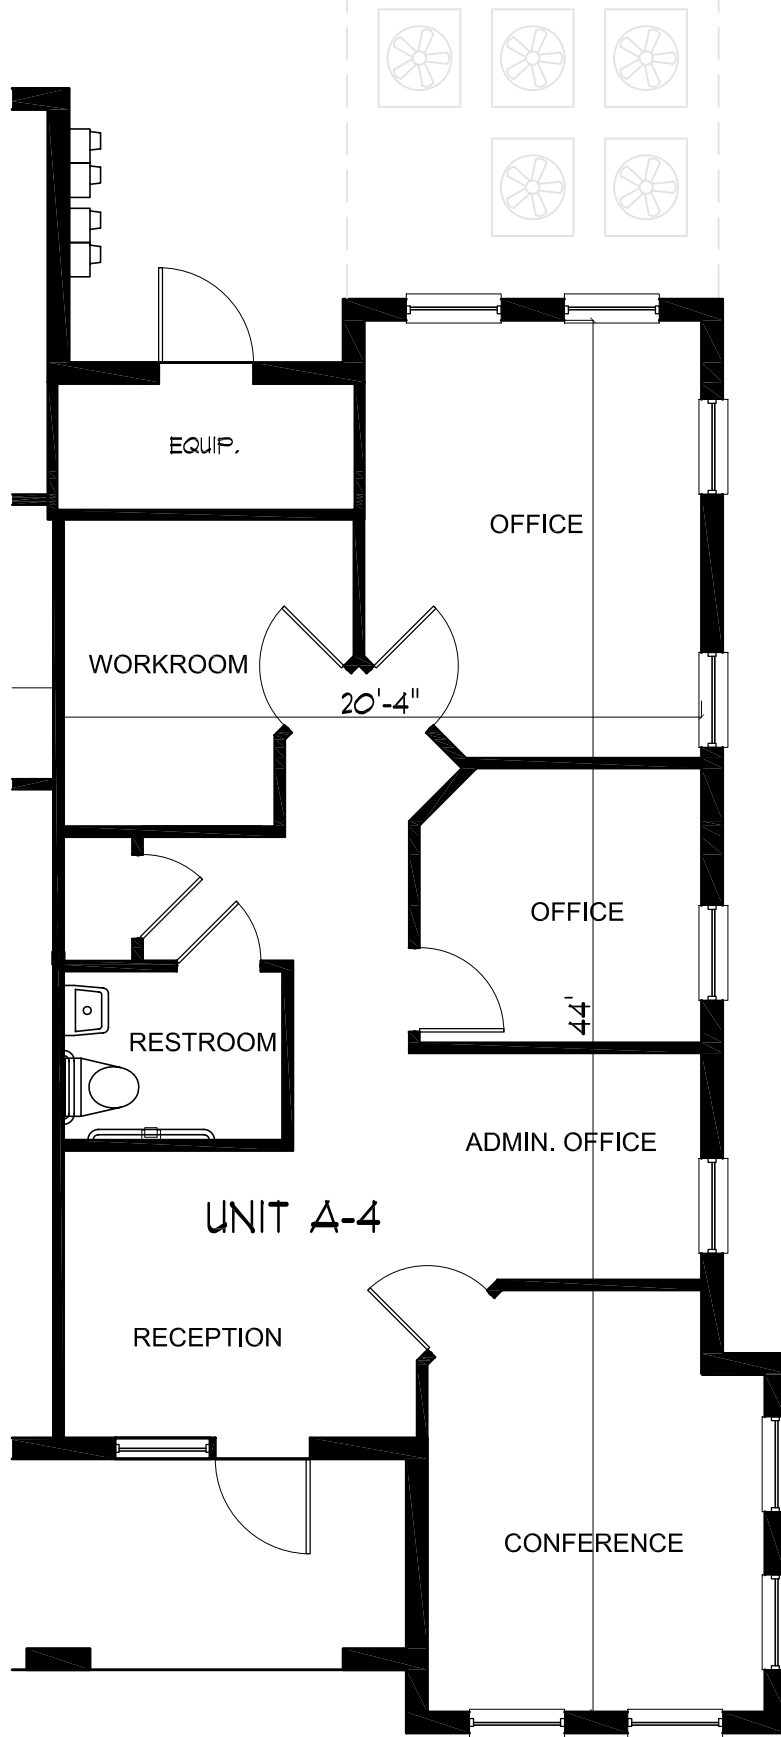 EQUIP.
OFFICE
WORKROOM
20'-4"
OFFICE
44'
RESTROOM
ADMIN. OFFICE
UNIT A-4
RECEPTION
CONFERENCE